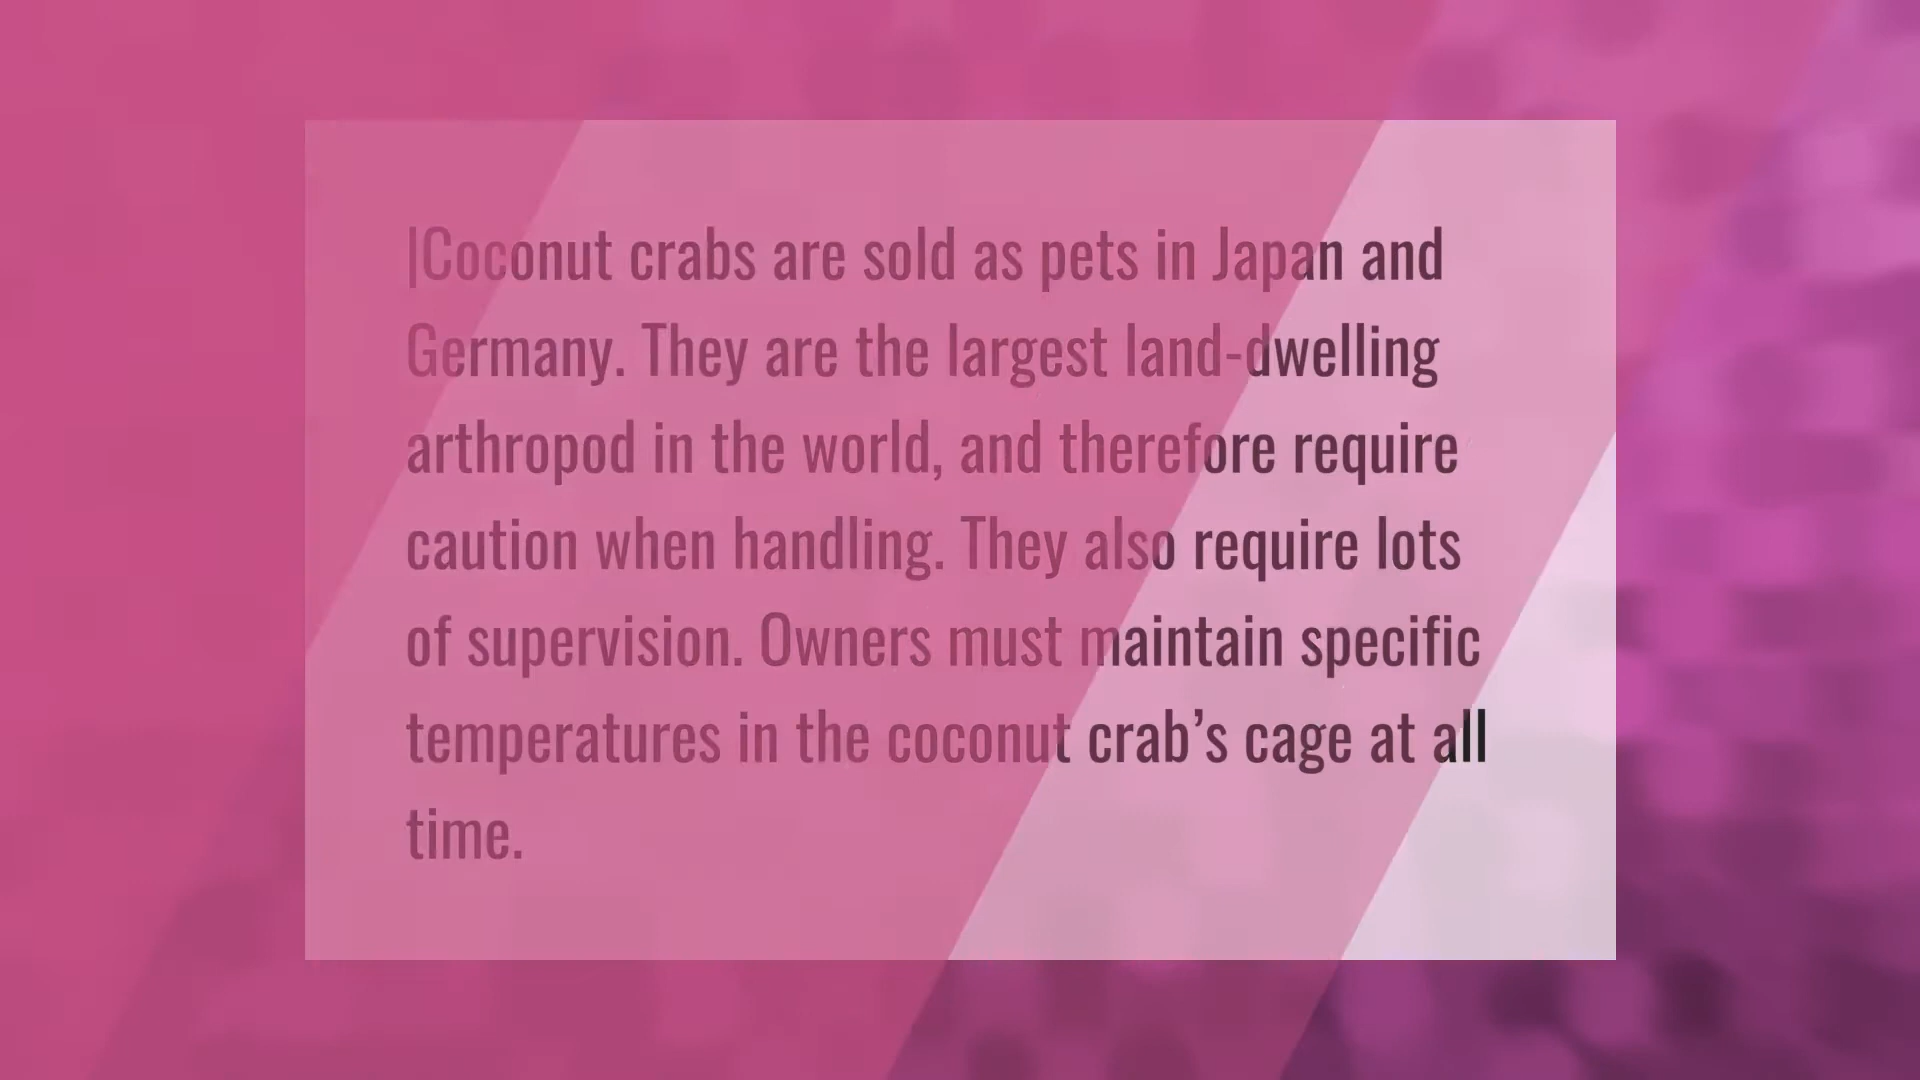 |Coconut crabs are sold as pets in Japan and
Germany. They are the largest land-dwelling
arthropod in the world, and therefore require
caution when handling. They also require lots
of supervision. Owners must maintain specific
temperatures in the coconut crab’s cage at all
time.